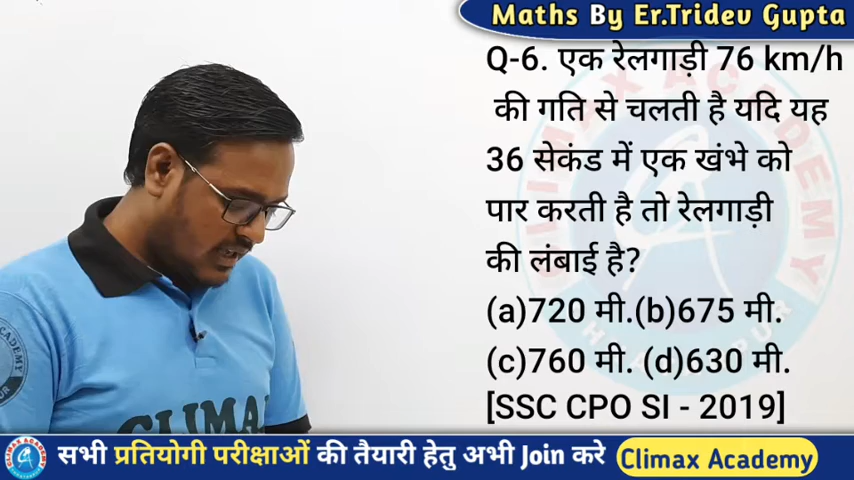 Maths By Er.Tridev Gupta
Q-6. एक रेलगाड़ी 76 km/h
की गति से चलती है यदि यह
36 सेकंड में एक खंभे को
पार करती है तो रेलगाड़ी
की लंबाई है?
(a)720 मी.(b)675 मी.
(c)760 मी. (d)630 मी.
[SSC CPO SI - 2019]
CLIMAX
सभी प्रतियोगी परीक्षाओं की तैयारी हेतु अभी Join करे Climax Academy